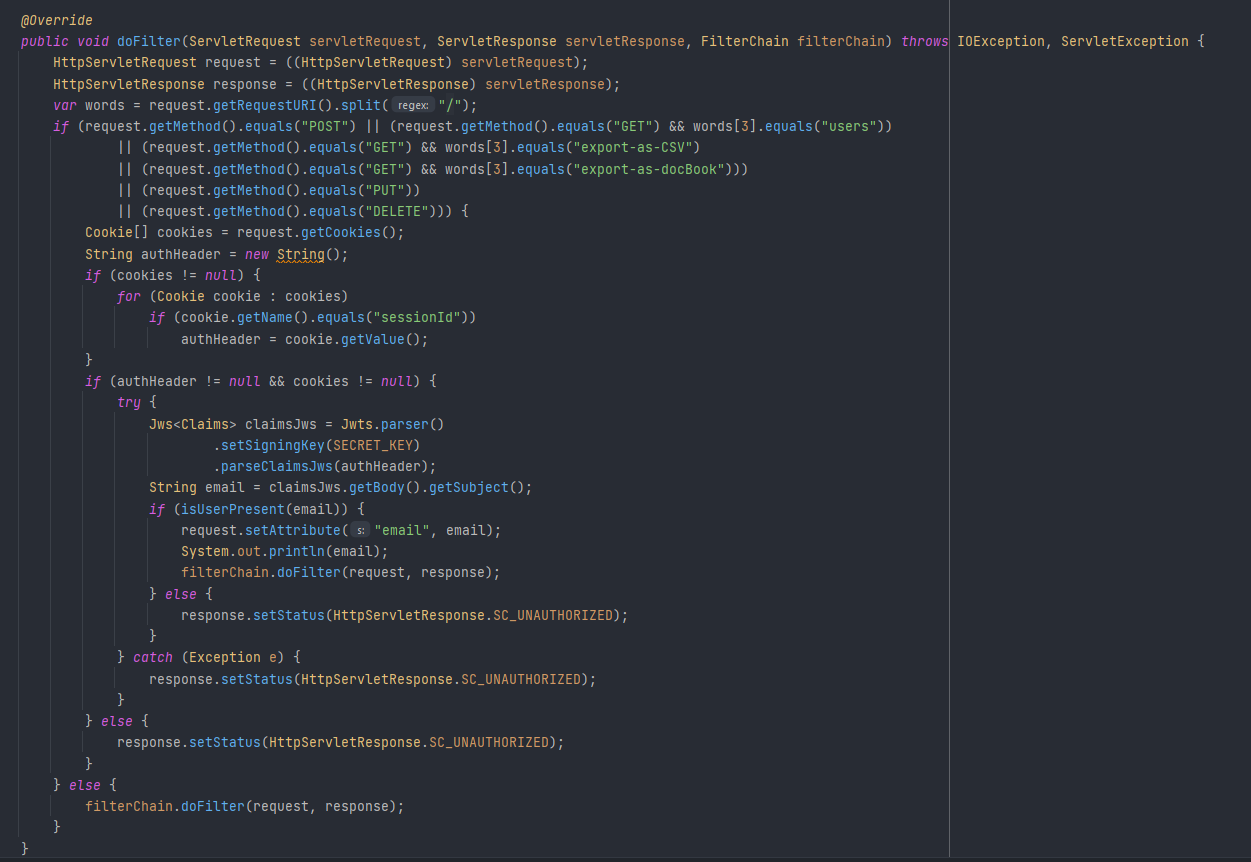 @Override
public void doFilter(ServletRequest servletRequest, ServletResponse servletResponse, FilterChain filterChain) throws IOException, ServletException {
    HttpServletRequest request = ((HttpServletRequest) servletRequest);
    HttpServletResponse response = ((HttpServletResponse) servletResponse);
    var words = request.getRequestURI().split( regex: "/");
    if (request.getMethod().equals("POST") || (request.getMethod().equals("GET") && words[3].equals("users"))
            || (request.getMethod().equals("GET") && words[3].equals("export-as-CSV")
            || (request.getMethod().equals("GET") && words[3].equals("export-as-docBook")))
            || (request.getMethod().equals("PUT"))
            || (request.getMethod().equals("DELETE"))) {
        Cookie[] cookies = request.getCookies();
        String authHeader = new String();
        if (cookies != null) {
            for (Cookie cookie : cookies)
                if (cookie.getName().equals("sessionId"))
                    authHeader = cookie.getValue();
        }
        if (authHeader != null && cookies != null) {
            try {
                Jws<Claims> claimsJws = Jwts.parser()
                        .setSigningKey(SECRET_KEY)
                        .parseClaimsJws(authHeader);
                String email = claimsJws.getBody().getSubject();
                if (isUserPresent(email)) {
                    request.setAttribute( s: "email", email);
                    System.out.println(email);
                    filterChain.doFilter(request, response);
                } else {
                    response.setStatus(HttpServletResponse.SC_UNAUTHORIZED);
                }
            } catch (Exception e) {
                response.setStatus(HttpServletResponse.SC_UNAUTHORIZED);
            }
        } else {
            response.setStatus(HttpServletResponse.SC_UNAUTHORIZED);
        }
    } else {
        filterChain.doFilter(request, response);
    }
}